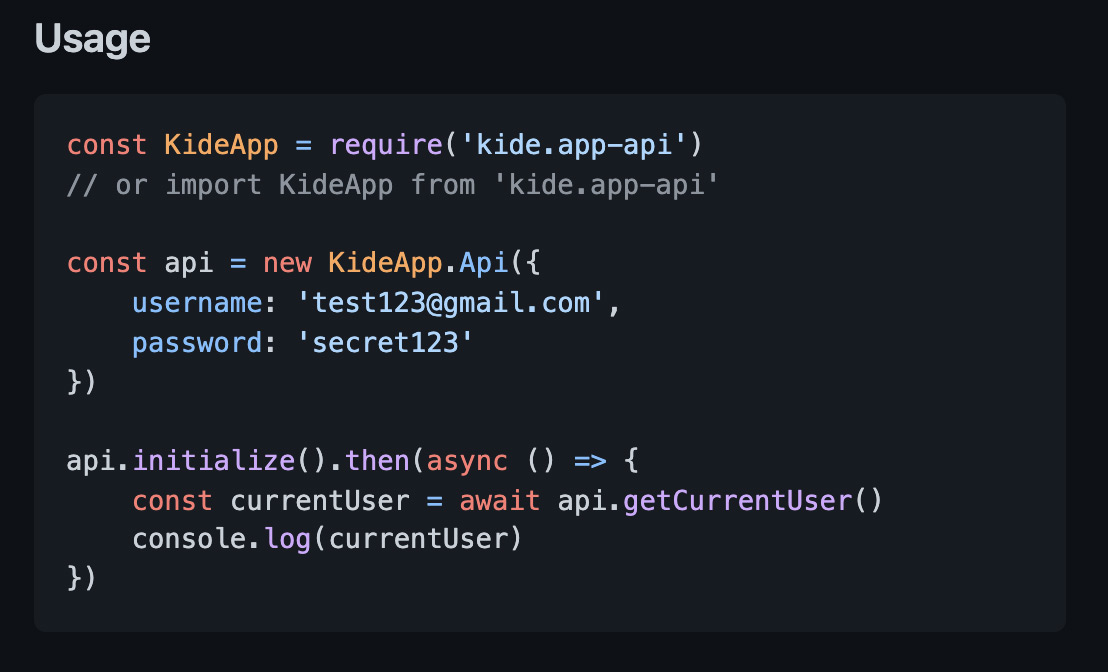 Usage
const KideApp = require('kide.app-api')
// or import KideApp from 'kide.app-api'
const api = new KideApp.Api({
    username: 'test123@gmail.com',
    password: 'secret123'
})
api.initialize().then(async () => {
    const currentUser = await api.getCurrentUser()
    console.log(currentUser)
})